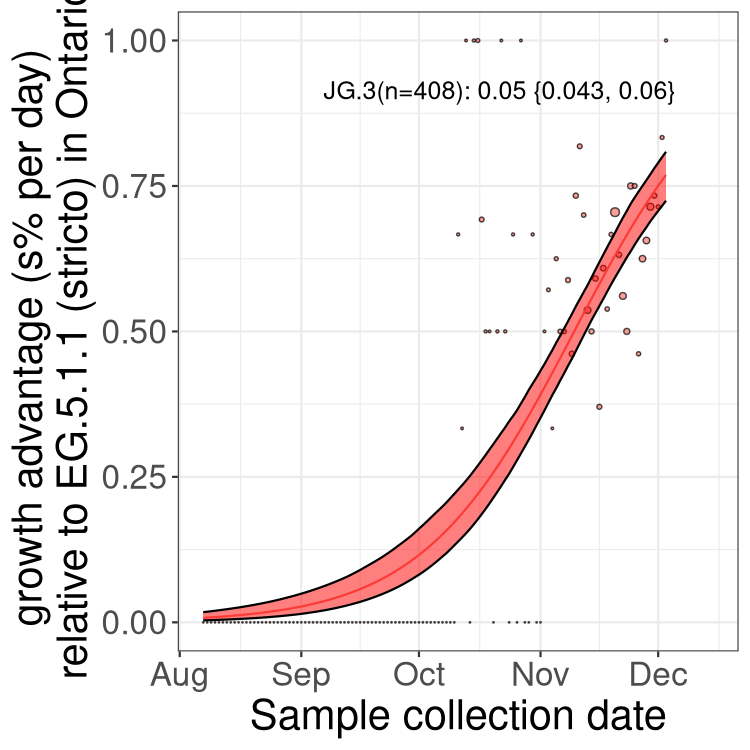 growth advantage (s% per day)
relative to EG.5.1.1 (stricto) in Ontario
1.00
0.75
0.50
0.25
0.00
JG.3(n=408): 0.05 {0.043, 0.06}
Aug Sep Oct Nov Dec
Sample collection date